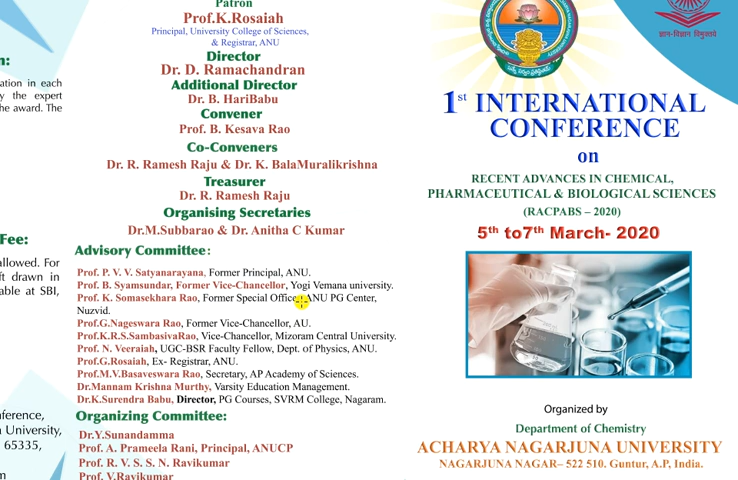 n:
ation in each
y the expert
he award. The
Fee:
allowed. For
ft drawn in
able at SBI,
nference,
a University,
65335,
m
Patron
Prof.K.Rosaiah
Principal, University College of Sciences,
& Registrar, ANU
Director
Dr. D. Ramachandran
Additional Director
Dr. B. HariBabu
Convener
Prof. B. Kesava Rao
Co-Conveners
Dr. R. Ramesh Raju & Dr. K. BalaMuralikrishna
Treasurer
Dr. R. Ramesh Raju
Organising Secretaries
Dr.M.Subbarao & Dr. Anitha C Kumar
Advisory Committee:
Prof. P. V. V. Satyanarayana, Former Principal, ANU.
Prof. B. Syamsundar, Former Vice-Chancellor, Yogi Vemana university.
Prof. K. Somasekhara Rao, Former Special Office ANU PG Center,
Nuzvid.
Prof.G.Nageswara Rao, Former Vice-Chancellor, AU.
Prof.K.R.S.SambasivaRao, Vice-Chancellor, Mizoram Central University.
Prof. N. Veeraiah, UGC-BSR Faculty Fellow, Dept. of Physics, ANU.
Prof.G.Rosaiah, Ex- Registrar, ANU.
Prof.M.V.Basaveswara Rao, Secretary, AP Academy of Sciences.
Dr.Mannam Krishna Murthy, Varsity Education Management.
Dr.K.Surendra Babu, Director, PG Courses, SVRM College, Nagaram.
Organizing Committee:
Dr.Y.Sunandamma
Prof. A. Prameela Rani, Principal, ANUCP
Prof. R. V. S. S. N. Ravikumar
Prof. V.Ravikumar
ज्ञान-विज्ञान विमुक्तये
1st INTERNATIONAL
CONFERENCE
on
RECENT ADVANCES IN CHEMICAL,
PHARMACEUTICAL & BIOLOGICAL SCIENCES
(RACPABS – 2020)
5th to7th March- 2020
Organized by
Department of Chemistry
ACHARYA NAGARJUNA UNIVERSITY
NAGARJUNA NAGAR– 522 510. Guntur, A.P, India.